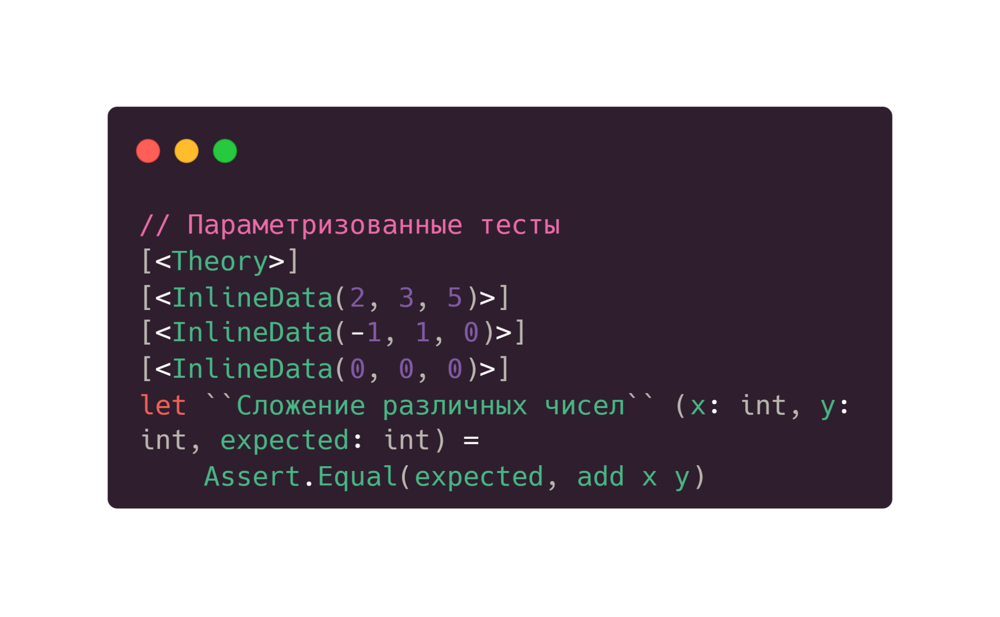 // Параметризованные тесты
[<Theory>]
[<InlineData(2, 3, 5)>]
[<InlineData(-1, 1, 0)>]
[<InlineData(0, 0, 0)>]
let ``Сложение различных чисел`` (x: int, y:
int, expected: int) =
    Assert.Equal(expected, add x y)